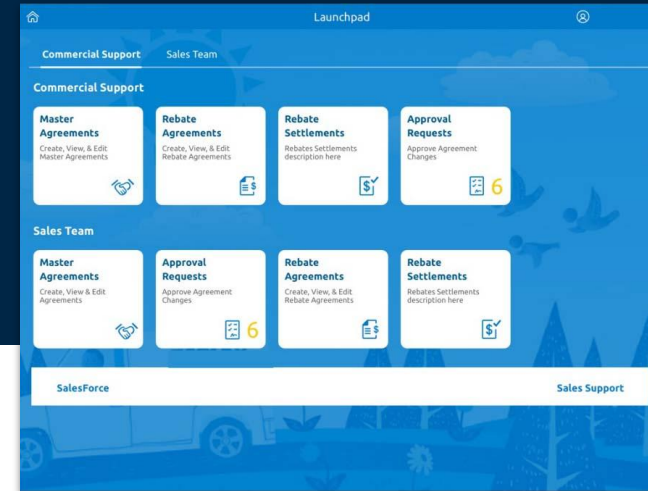 Launchpad
Commercial Support Sales Team
Commercial Support
Master
Agreements
Create, View, & Edit
Master Agreements
Rebate
Agreements
Create, View, & Edit
Rebate Agreements
Rebate
Settlements
Rebates Settlements
description here
$
Approval
Requests
Approve Agreement
Changes
6
Sales Team
Master
Agreements
Create, View & Edit
Agreements
Approval
Requests
Approve Agreement
Changes
6
Rebate
Agreements
Create, View, & Edit
Rebate Agreements
$
Rebate
Settlements
Rebates Settlements
description here
$
SalesForce Sales Support